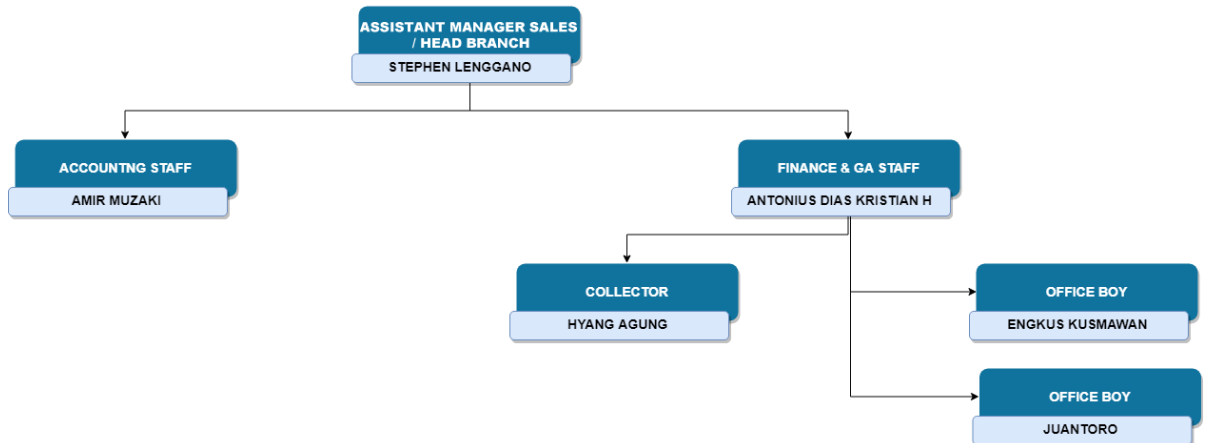 ASSISTANT MANAGER SALES
/ HEAD BRANCH
STEPHEN LENGGANO
ACCOUNTNG STAFF
AMIR MUZAKI
FINANCE & GA STAFF
ANTONIUS DIAS KRISTIAN H
COLLECTOR
HYANG AGUNG
OFFICE BOY
ENGKUS KUSMAWAN
OFFICE BOY
JUANTORO